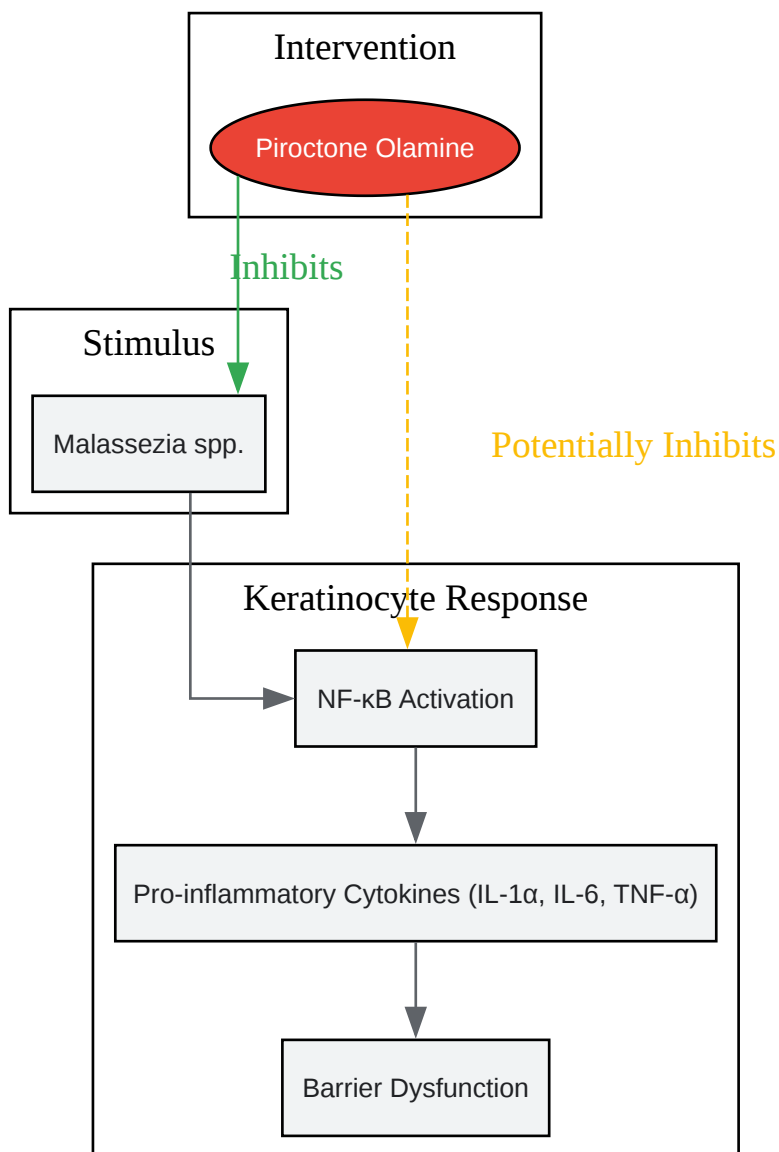 Intervention
Piroctone Olamine
Inhibits
Stimulus
Malassezia spp.
Potentially Inhibits
Keratinocyte Response
NF-κB Activation
Pro-inflammatory Cytokines (IL-1α, IL-6, TNF-α)
Barrier Dysfunction